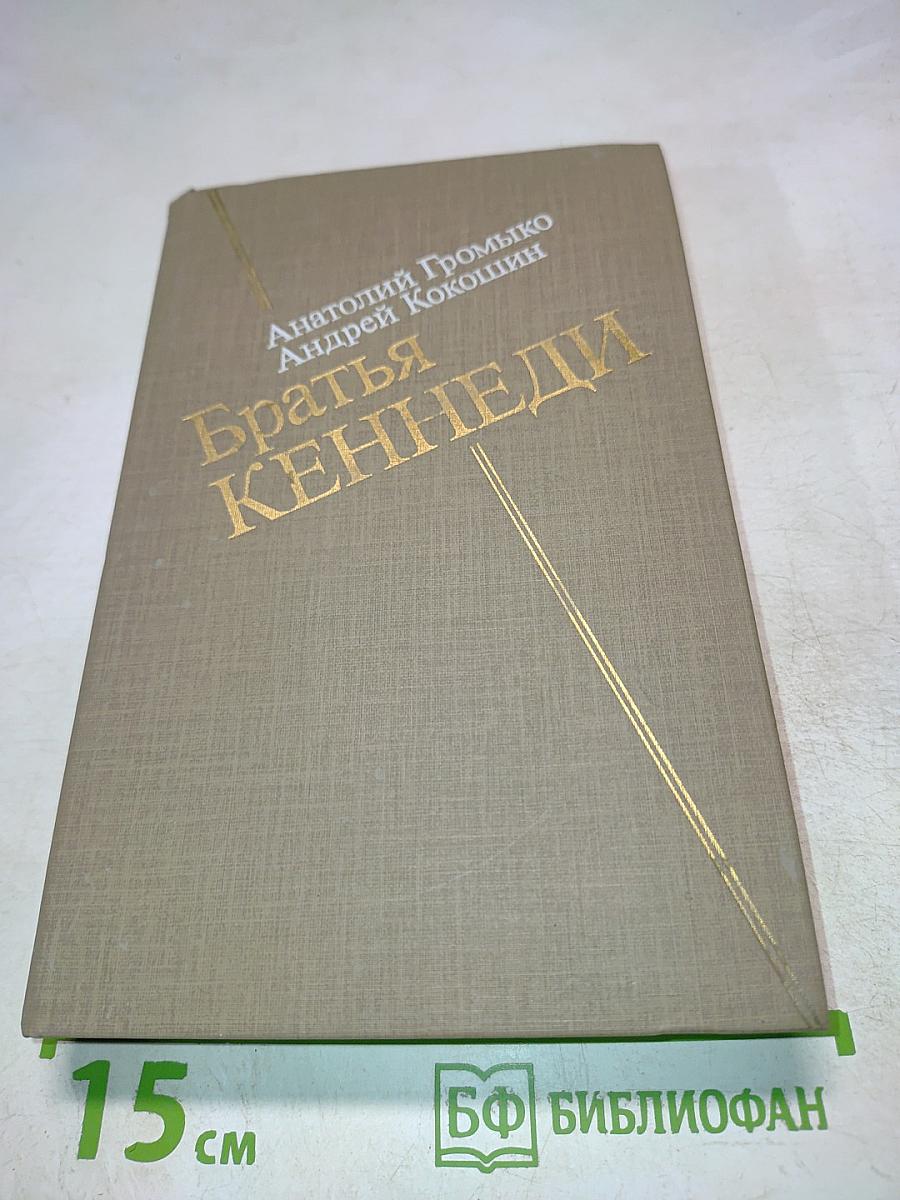 Анатолий Громыко
Андрей Кокошин
Братья
КЕННЕДИ
15 см
БФ БИБЛИОФАН